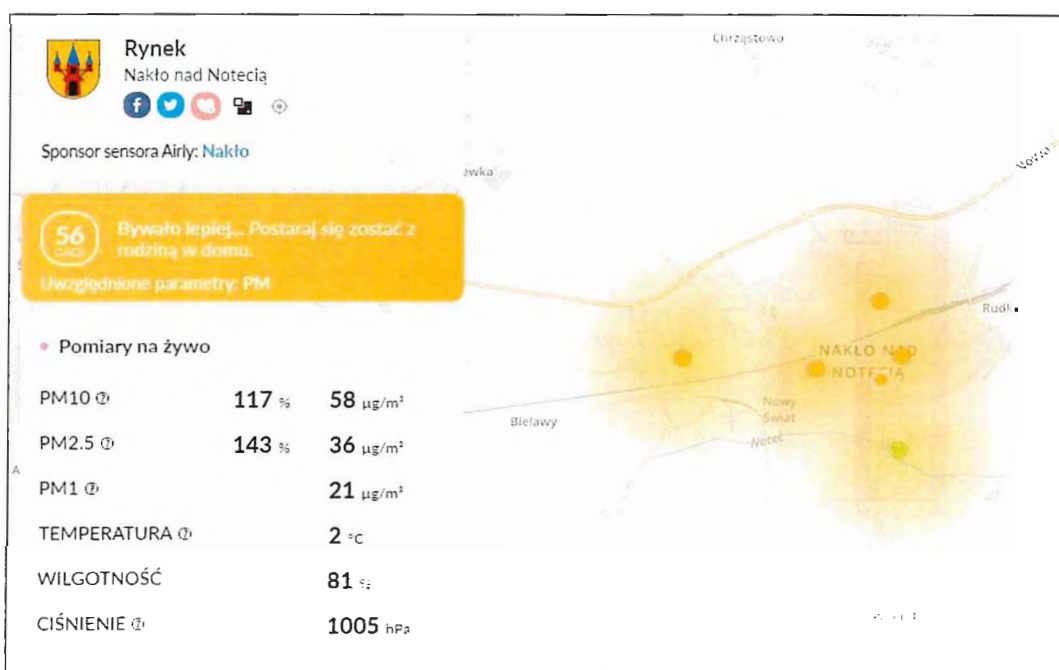 Rynek
Nakło nad Notecią
Sponsor sensora Airly: Nakło
56
CAQI
Bywało lepiej... Postaraj się zostać z
rodziną w domu.
Uwzględnione parametry: PM
Pomiary na żywo
PM10 117 % 58 µg/m³
PM2.5 143 % 36 µg/m³
PM1 21 µg/m³
TEMPERATURA 2 °C
WILGOTNOŚĆ 81 %
CIŚNIENIE 1005 hPa
Chrząstowo
NAKŁO NAD
NOTECIĄ
Nowy
Świat
Bielawy
Noteć
A